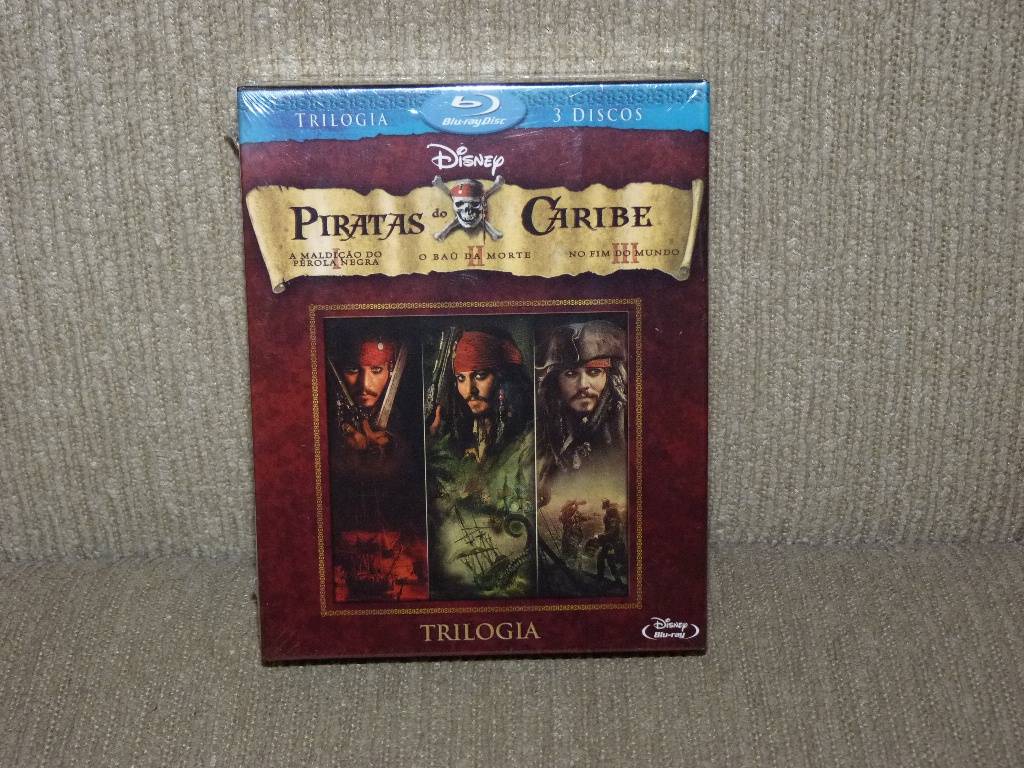 TRILOGIA
Blu-ray Disc
3 DISCOS
DISNEY
PIRATAS do CARIBE
I
A MALDIÇÃO DO
PÉROLA NEGRA
II
O BAÚ DA MORTE
III
NO FIM DO MUNDO
TRILOGIA
DISNEY
Blu-ray